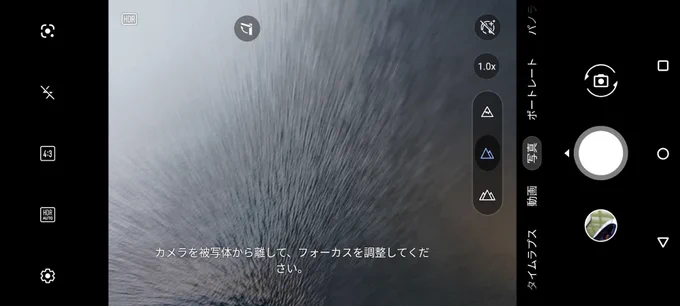 HDR
1.0x
4:3
HDR
AUTO
カメラを被写体から離して、フォーカスを調整してくだ
さい。
パノラ
ポートレート
写真
動画
タイムラプス